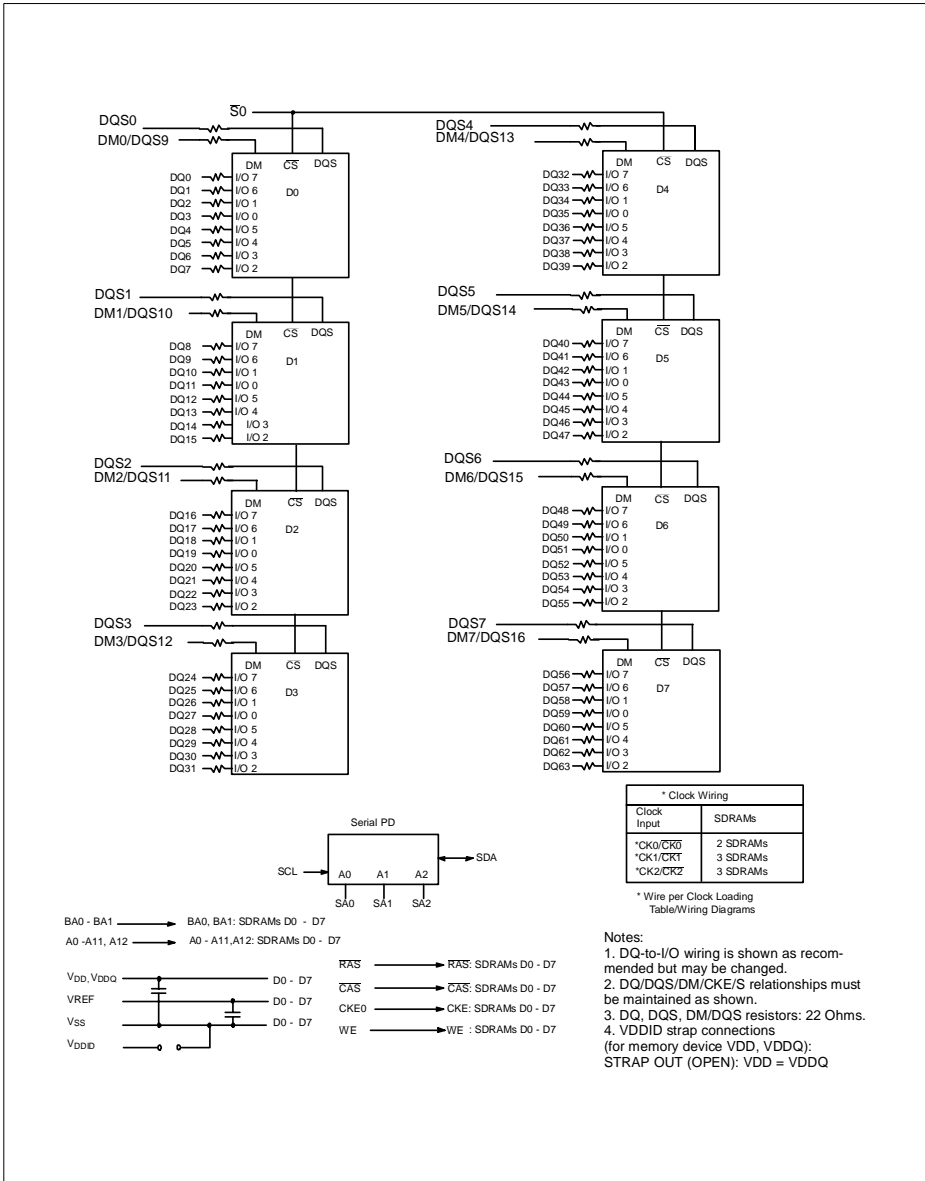 S0
DQS0
DM0/DQS9
DM CS DQS
D0
DQ0 I/O 7
DQ1 I/O 6
DQ2 I/O 1
DQ3 I/O 0
DQ4 I/O 5
DQ5 I/O 4
DQ6 I/O 3
DQ7 I/O 2
DQS1
DM1/DQS10
DM CS DQS
D1
DQ8 I/O 7
DQ9 I/O 6
DQ10 I/O 1
DQ11 I/O 0
DQ12 I/O 5
DQ13 I/O 4
DQ14 I/O 3
DQ15 I/O 2
DQS2
DM2/DQS11
DM CS DQS
D2
DQ16 I/O 7
DQ17 I/O 6
DQ18 I/O 1
DQ19 I/O 0
DQ20 I/O 5
DQ21 I/O 4
DQ22 I/O 3
DQ23 I/O 2
DQS3
DM3/DQS12
DM CS DQS
D3
DQ24 I/O 7
DQ25 I/O 6
DQ26 I/O 1
DQ27 I/O 0
DQ28 I/O 5
DQ29 I/O 4
DQ30 I/O 3
DQ31 I/O 2
DQS4
DM4/DQS13
DM CS DQS
D4
DQ32 I/O 7
DQ33 I/O 6
DQ34 I/O 1
DQ35 I/O 0
DQ36 I/O 5
DQ37 I/O 4
DQ38 I/O 3
DQ39 I/O 2
DQS5
DM5/DQS14
DM CS DQS
D5
DQ40 I/O 7
DQ41 I/O 6
DQ42 I/O 1
DQ43 I/O 0
DQ44 I/O 5
DQ45 I/O 4
DQ46 I/O 3
DQ47 I/O 2
DQS6
DM6/DQS15
DM CS DQS
D6
DQ48 I/O 7
DQ49 I/O 6
DQ50 I/O 1
DQ51 I/O 0
DQ52 I/O 5
DQ53 I/O 4
DQ54 I/O 3
DQ55 I/O 2
DQS7
DM7/DQS16
DM CS DQS
D7
DQ56 I/O 7
DQ57 I/O 6
DQ58 I/O 1
DQ59 I/O 0
DQ60 I/O 5
DQ61 I/O 4
DQ62 I/O 3
DQ63 I/O 2
* Clock Wiring
Clock Input SDRAMs
*CK0/CK0 2 SDRAMs
*CK1/CK1 3 SDRAMs
*CK2/CK2 3 SDRAMs
* Wire per Clock Loading
Table/Wiring Diagrams
Serial PD
SCL A0 A1 A2 SDA
SA0 SA1 SA2
BA0 - BA1 BA0, BA1: SDRAMs D0 - D7
A0 -A11, A12 A0 - A11,A12: SDRAMs D0 - D7
VDD, VDDQ D0 - D7
VREF
VSS D0 - D7
VDDID
RAS RAS: SDRAMs D0 - D7
CAS CAS: SDRAMs D0 - D7
CKE0 CKE: SDRAMs D0 - D7
WE WE : SDRAMs D0 - D7
Notes:
1. DQ-to-I/O wiring is shown as recom-
mended but may be changed.
2. DQ/DQS/DM/CKE/S relationships must
be maintained as shown.
3. DQ, DQS, DM/DQS resistors: 22 Ohms.
4. VDDID strap connections
(for memory device VDD, VDDQ):
STRAP OUT (OPEN): VDD = VDDQ